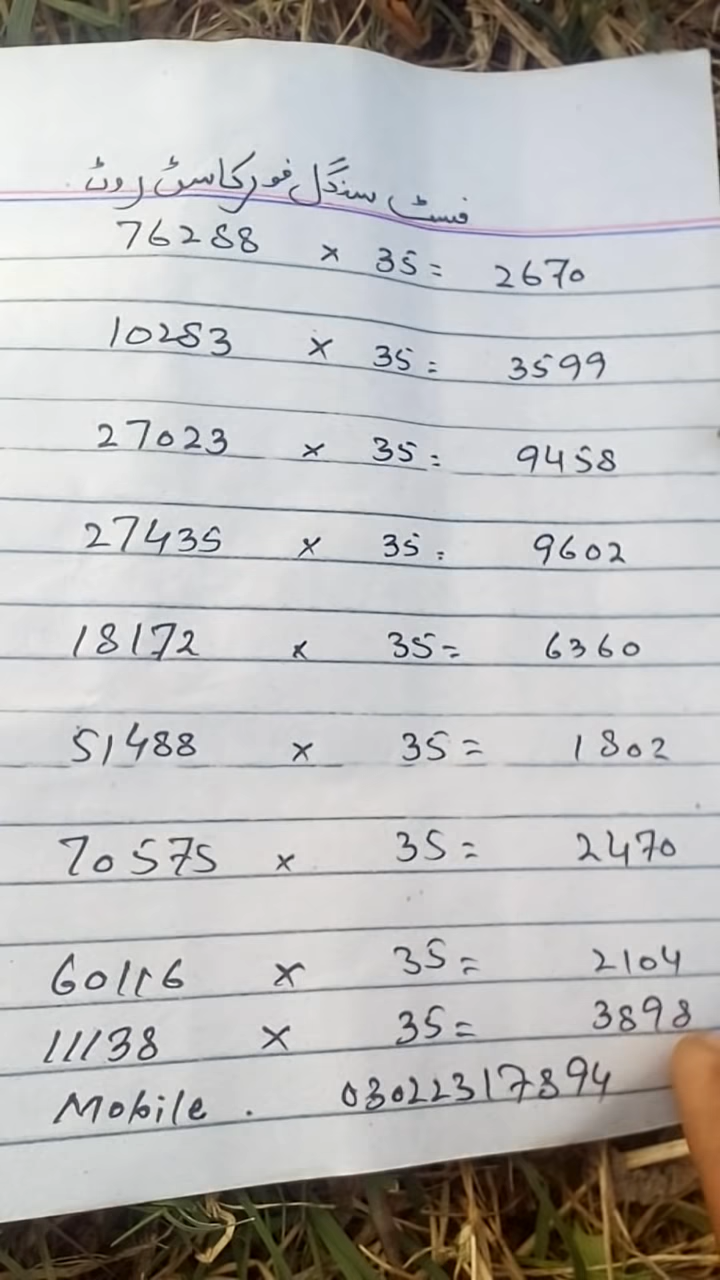 فسٹ سنگل فورکاسٹ روٹ
76288 × 35 = 2670
10283 × 35 = 3599
27023 × 35 = 9458
27435 × 35 = 9602
18172 × 35 = 6360
51488 × 35 = 1802
70575 × 35 = 2470
60116 × 35 = 2104
11138 × 35 = 3898
Mobile . 03022317894